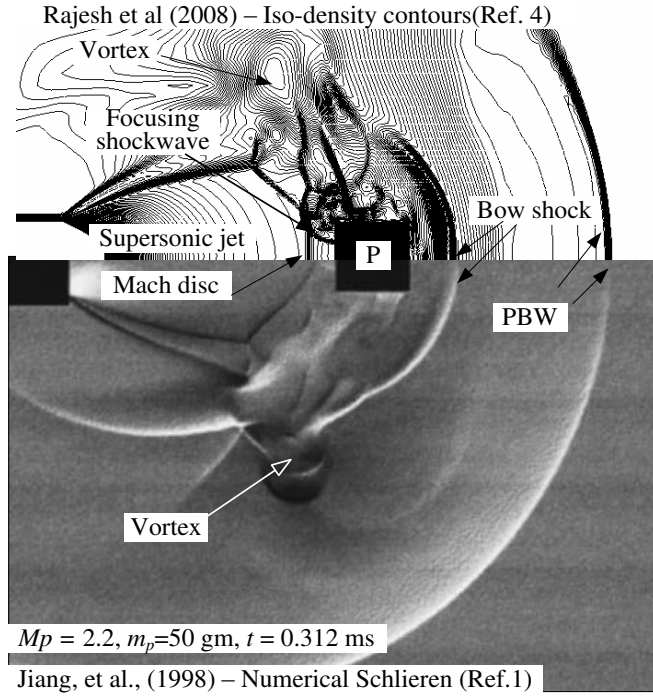 Rajesh et al (2008) – Iso-density contours(Ref. 4)
Vortex
Focusing
shockwave
Bow shock
Supersonic jet
P
Mach disc
PBW
Vortex
Mp = 2.2, mp=50 gm, t = 0.312 ms
Jiang, et al., (1998) – Numerical Schlieren (Ref.1)